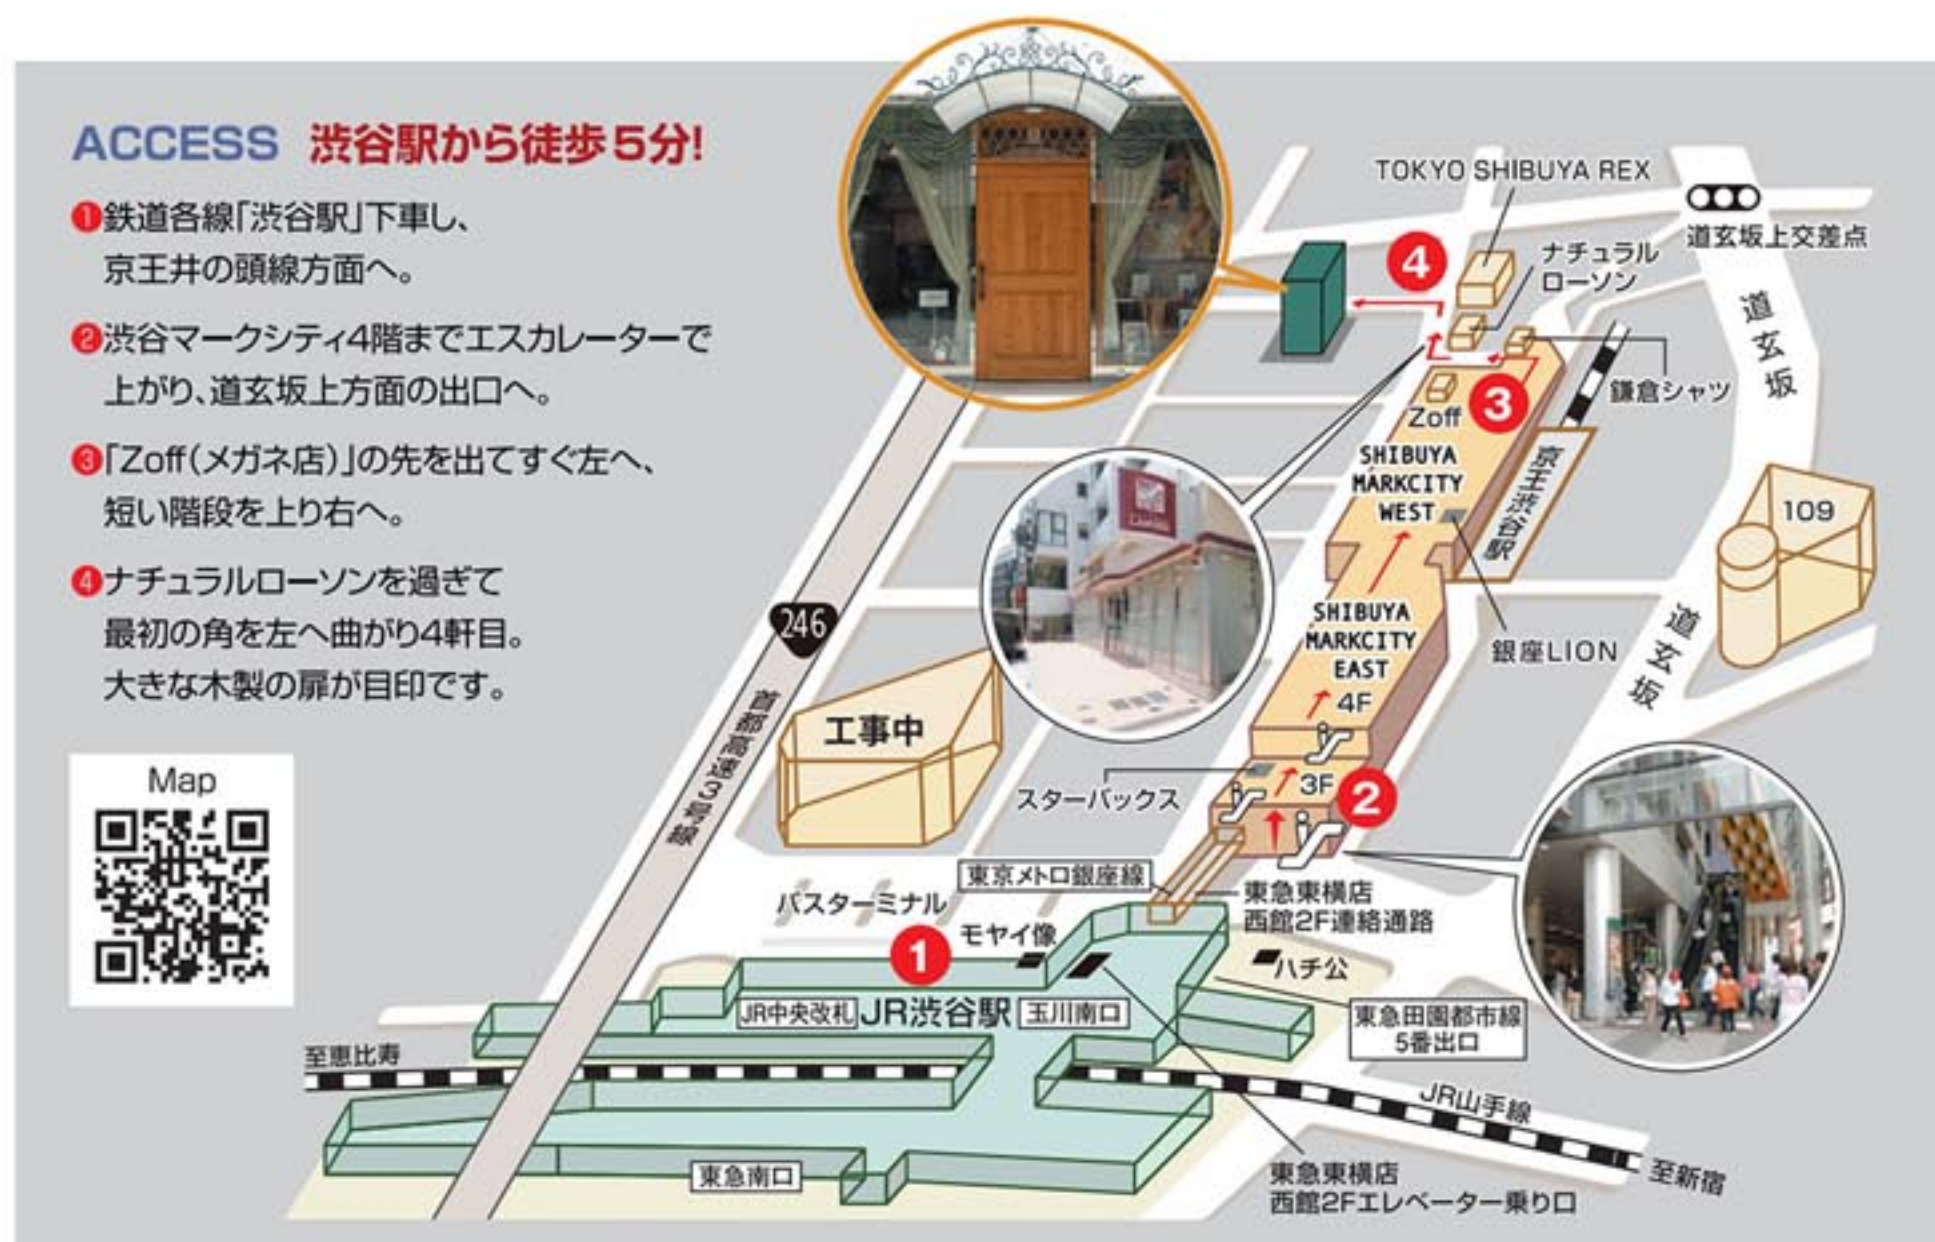 ACCESS 渋谷駅から徒歩5分!
❶鉄道各線「渋谷駅」下車し、
京王井の頭線方面へ。
❷渋谷マークシティ4階までエスカレーターで
上がり、道玄坂上方面の出口へ。
❸「Zoff(メガネ店)」の先を出てすぐ左へ、
短い階段を上り右へ。
❹ナチュラルローソンを過ぎて
最初の角を左へ曲がり4軒目。
大きな木製の扉が目印です。
Map
TOKYO SHIBUYA REX
道玄坂上交差点
4
ナチュラル
ローソン
道玄坂
鎌倉シャツ
Zoff
3
SHIBUYA
MARKCITY
WEST
京王渋谷駅
109
246
SHIBUYA
MARKCITY
EAST
銀座LION
道玄坂
4F
工事中
首都高速3号線
スターバックス
3F
2
東京メトロ銀座線
東急東横店
西館2F連絡通路
バスターミナル
モヤイ像
1
ハチ公
JR中央改札
JR渋谷駅
玉川南口
東急田園都市線
5番出口
至恵比寿
JR山手線
東急南口
東急東横店
西館2Fエレベーター乗り口
至新宿